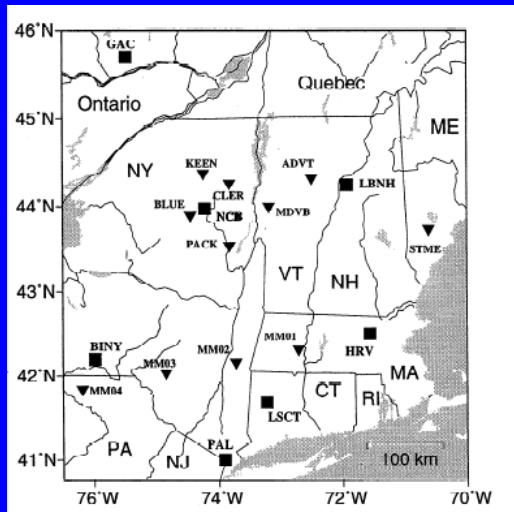 46°N
GAC
Ontario
Quebec
45°N
ME
NY
KEEN
ADVT
CLER
LBNH
44°N
BLUE
NCB
MDVB
PACK
STME
VT
NH
43°N
BINY
MM03
MM02
MM01
HRV
MA
42°N
MM04
LSCT
CT
RI
PA
NJ
PAL
100 km
41°N
76°W
74°W
72°W
70°W